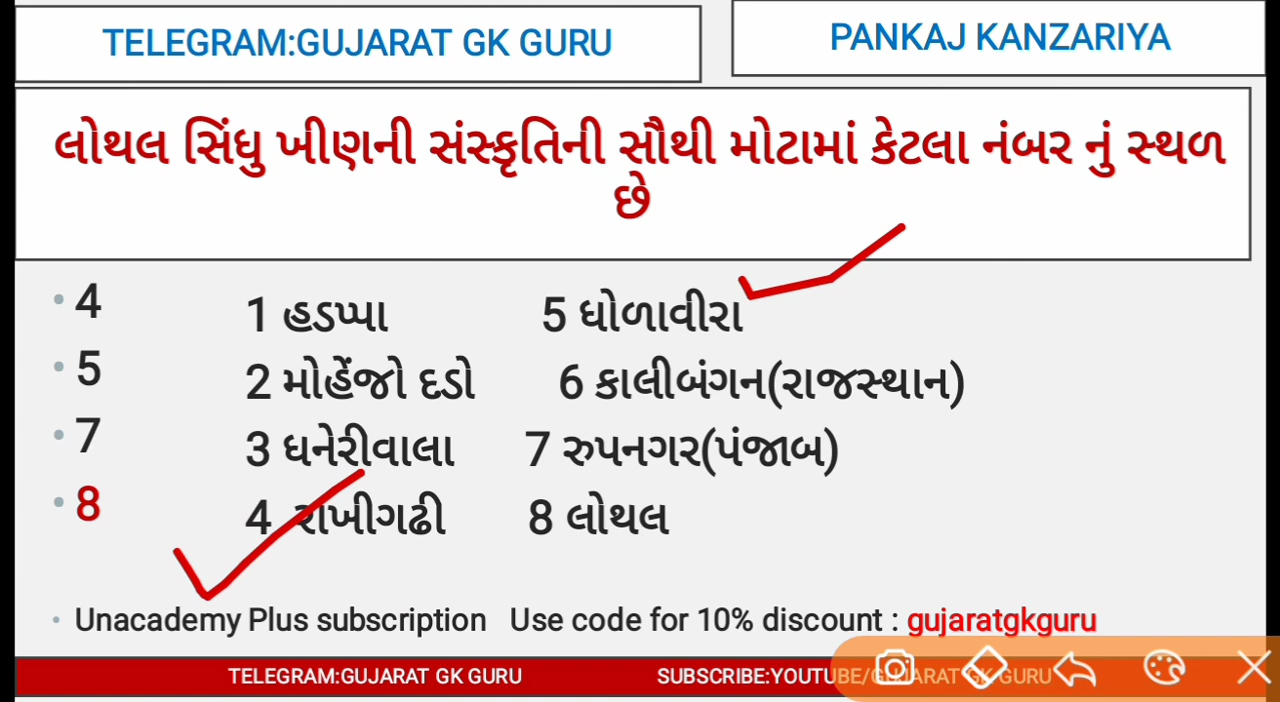 TELEGRAM:GUJARAT GK GURU
PANKAJ KANZARIYA
લોથલ સિંધુ ખીણની સંસ્કૃતિની સૌથી મોટામાં કેટલા નંબર નું સ્થળ
છે
4 1 હડપ્પા 5 ધોળાવીરા
5 2 મોહેંજો દડો 6 કાલીબંગન(રાજસ્થાન)
7 3 ધનેરીવાલા 7 રુપનગર(પંજાબ)
8 4 રાખીગઢી 8 લોથલ
Unacademy Plus subscription Use code for 10% discount : gujaratgkguru
TELEGRAM:GUJARAT GK GURU SUBSCRIBE:YOUTUBE/GUJARAT GK GURU